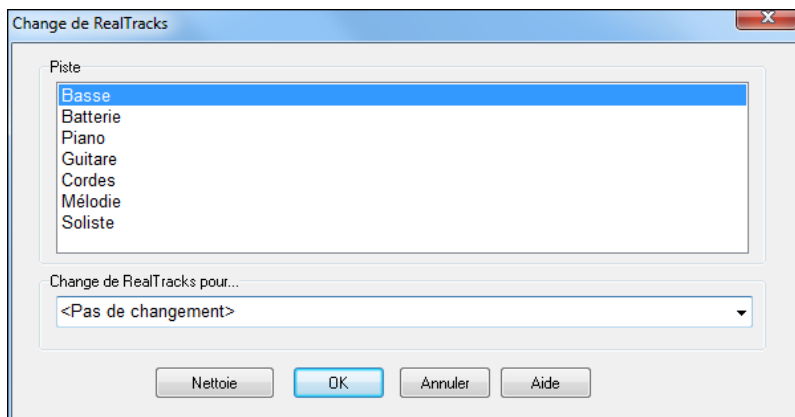 Change de RealTracks
Piste
Basse
Batterie
Piano
Guitare
Cordes
Mélodie
Soliste
Change de RealTracks pour...
<Pas de changement>
Nettoie OK Annuler Aide